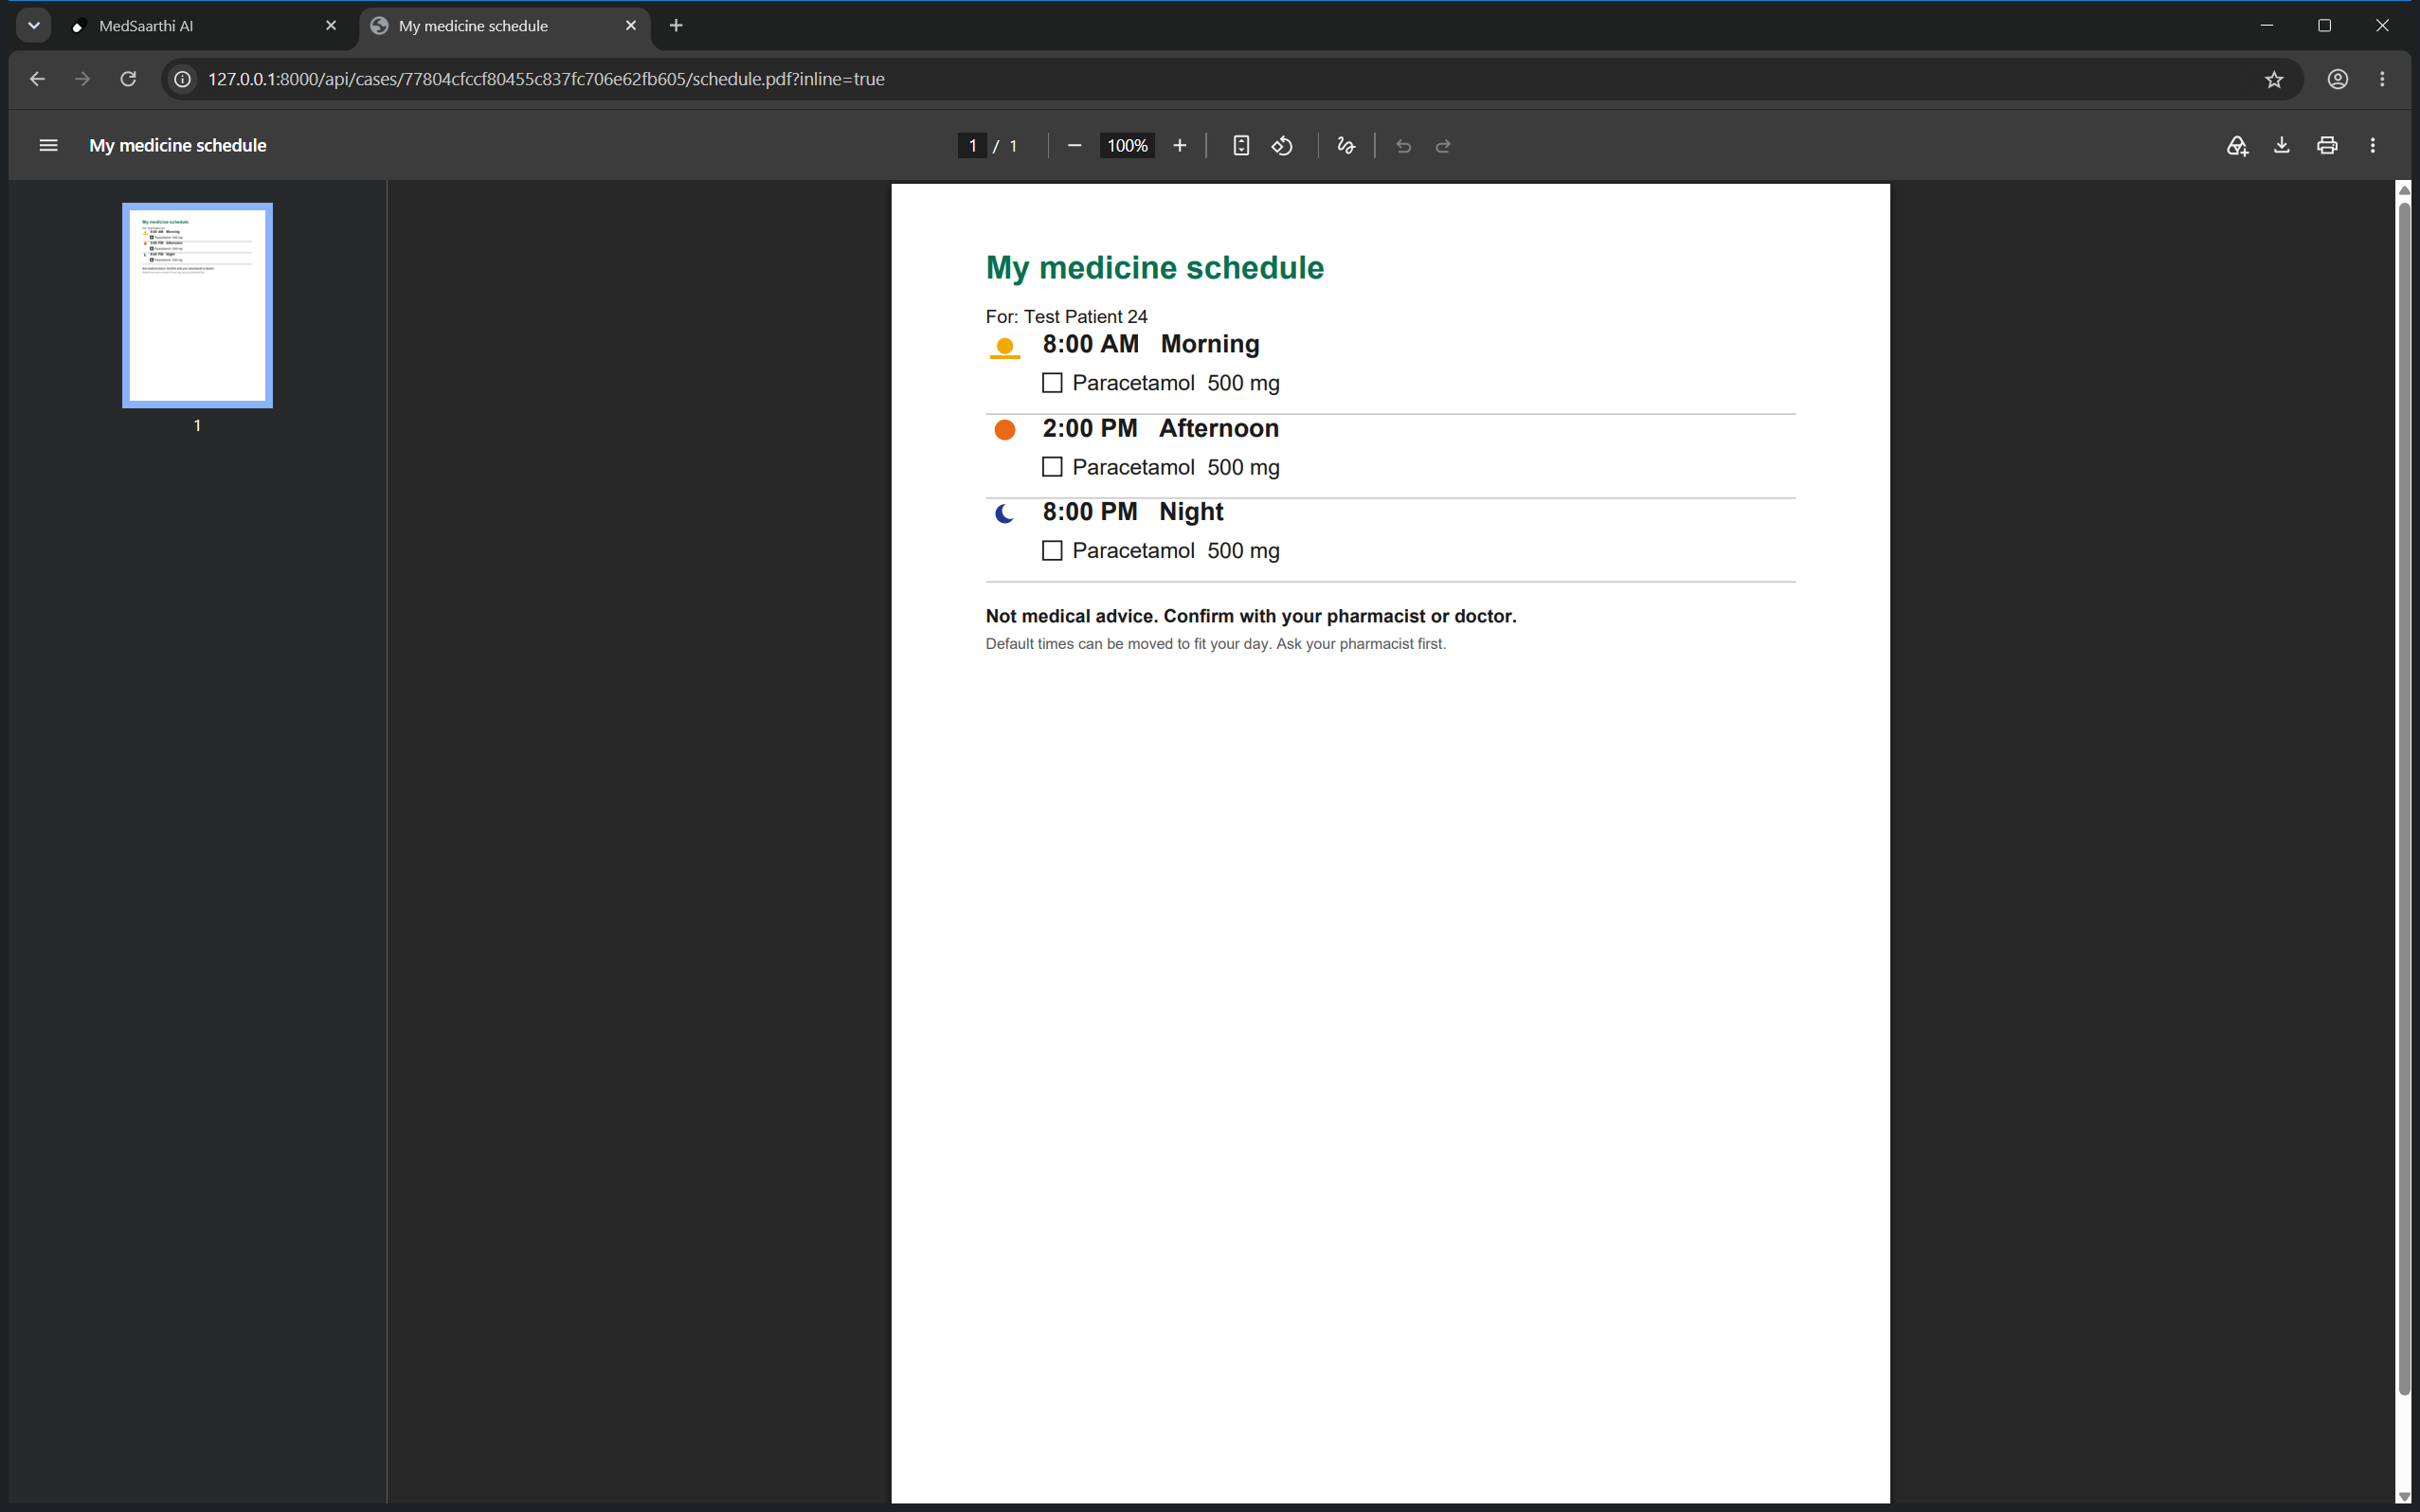 MedSaarthi AI
My medicine schedule
127.0.0.1:8000/api/cases/77804cfccf80455c837fc706e62fb605/schedule.pdf?inline=true
My medicine schedule
1 / 1
100%
1
My medicine schedule
For: Test Patient 24
8:00 AM Morning
Paracetamol 500 mg
2:00 PM Afternoon
Paracetamol 500 mg
8:00 PM Night
Paracetamol 500 mg
Not medical advice. Confirm with your pharmacist or doctor.
Default times can be moved to fit your day. Ask your pharmacist first.